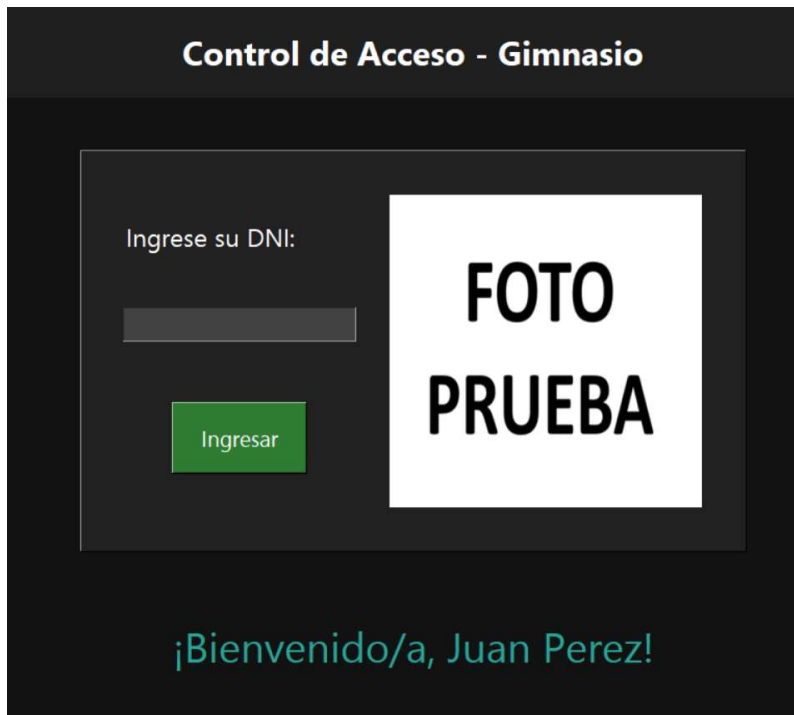 Control de Acceso - Gimnasio
Ingrese su DNI:
Ingresar
FOTO
PRUEBA
¡Bienvenido/a, Juan Perez!